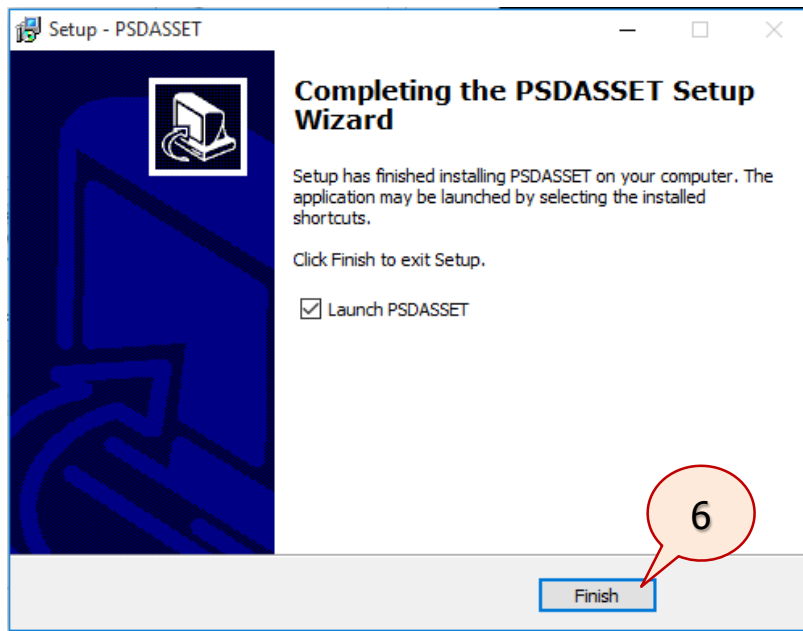 Setup - PSDASSET
Completing the PSDASSET Setup
Wizard
Setup has finished installing PSDASSET on your computer. The
application may be launched by selecting the installed
shortcuts.
Click Finish to exit Setup.
Launch PSDASSET
6
Finish